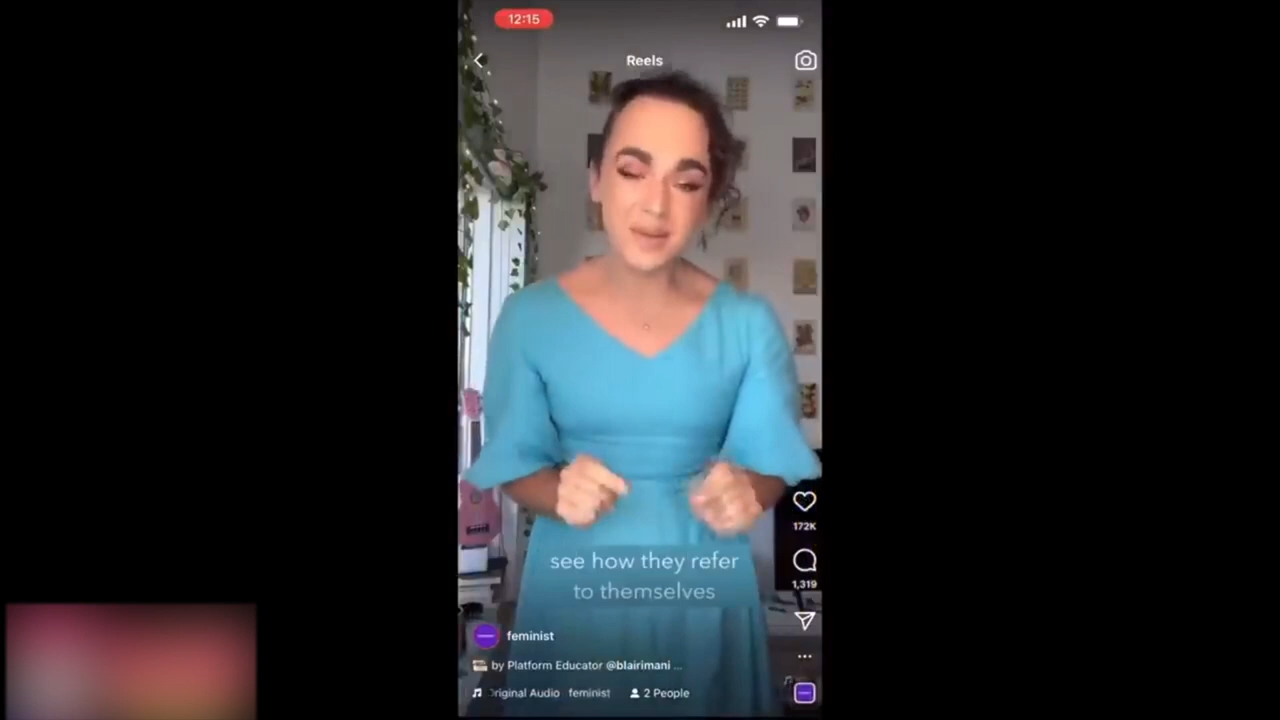 12:15
Reels
172K
1,319
see how they refer
to themselves
feminist
by Platform Educator @blairimani ...
Original Audio feminist
2 People